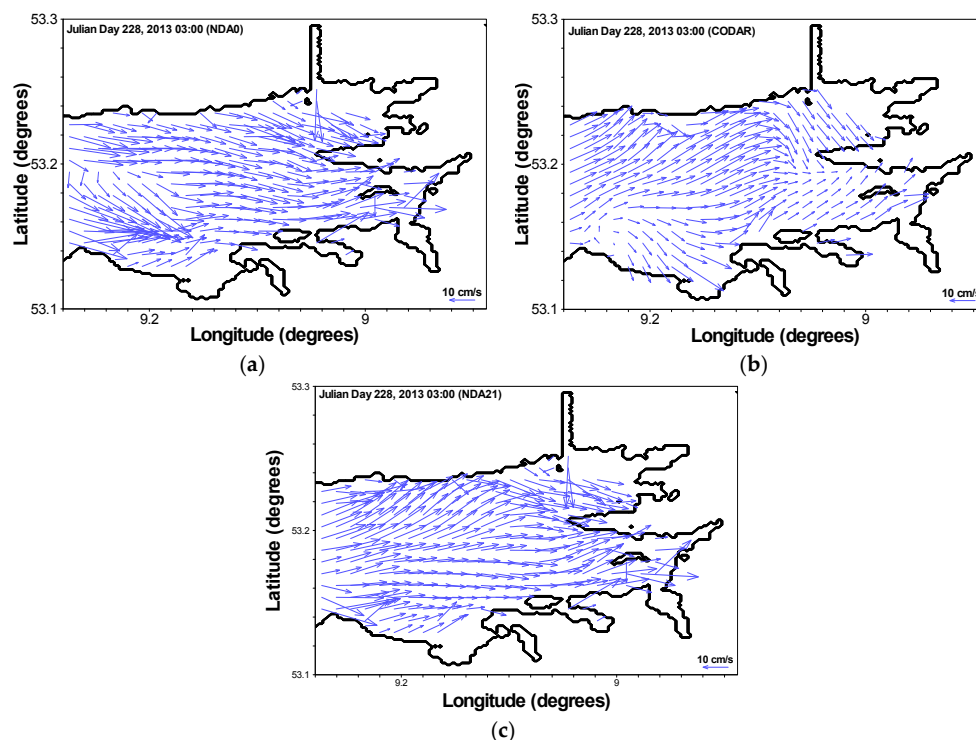 53.3
Julian Day 228, 2013 03:00 (NDA0)
Latitude (degrees)
53.2
53.1
10 cm/s
9.2
9
Longitude (degrees)
(a)
53.3
Julian Day 228, 2013 03:00 (CODAR)
Latitude (degrees)
53.2
53.1
10 cm/s
9.2
9
Longitude (degrees)
(b)
53.3
Julian Day 228, 2013 03:00 (NDA21)
Latitude (degrees)
53.2
53.1
10 cm/s
9.2
9
Longitude (degrees)
(c)